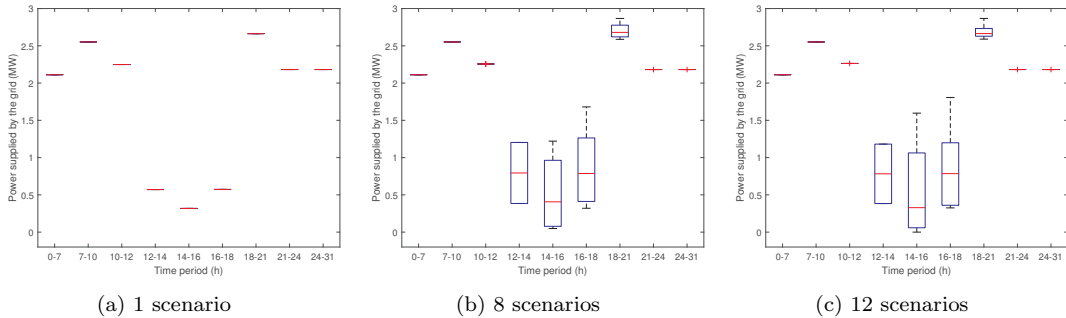 Power supplied by the grid (MW)
3
2.5
2
1.5
1
0.5
0
0-7 7-10 10-12 12-14 14-16 16-18 18-21 21-24 24-31
Time period (h)
(a) 1 scenario
Power supplied by the grid (MW)
3
2.5
2
1.5
1
0.5
0
0-7 7-10 10-12 12-14 14-16 16-18 18-21 21-24 24-31
Time period (h)
(b) 8 scenarios
Power supplied by the grid (MW)
3
2.5
2
1.5
1
0.5
0
0-7 7-10 10-12 12-14 14-16 16-18 18-21 21-24 24-31
Time period (h)
(c) 12 scenarios